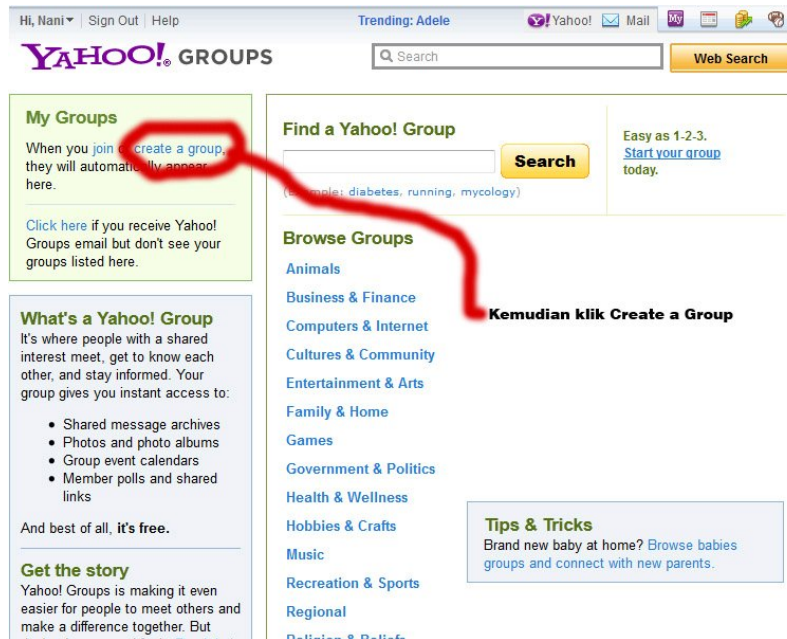 Hi, Nani Sign Out Help
Trending: Adele
Yahoo! Mail My
YAHOO!® GROUPS
Search
Web Search
My Groups
When you join or create a group,
they will automatically appear
here.
Click here if you receive Yahoo!
Groups email but don't see your
groups listed here.
What's a Yahoo! Group
It's where people with a shared
interest meet, get to know each
other, and stay informed. Your
group gives you instant access to:
• Shared message archives
• Photos and photo albums
• Group event calendars
• Member polls and shared
links
And best of all, it's free.
Get the story
Yahoo! Groups is making it even
easier for people to meet others and
make a difference together. But
Find a Yahoo! Group
Search
(Example: diabetes, running, mycology)
Easy as 1-2-3.
Start your group
today.
Browse Groups
Animals
Business & Finance
Computers & Internet
Cultures & Community
Entertainment & Arts
Family & Home
Games
Government & Politics
Health & Wellness
Hobbies & Crafts
Music
Recreation & Sports
Regional
Religion & Beliefs
Kemudian klik Create a Group
Tips & Tricks
Brand new baby at home? Browse babies
groups and connect with new parents.